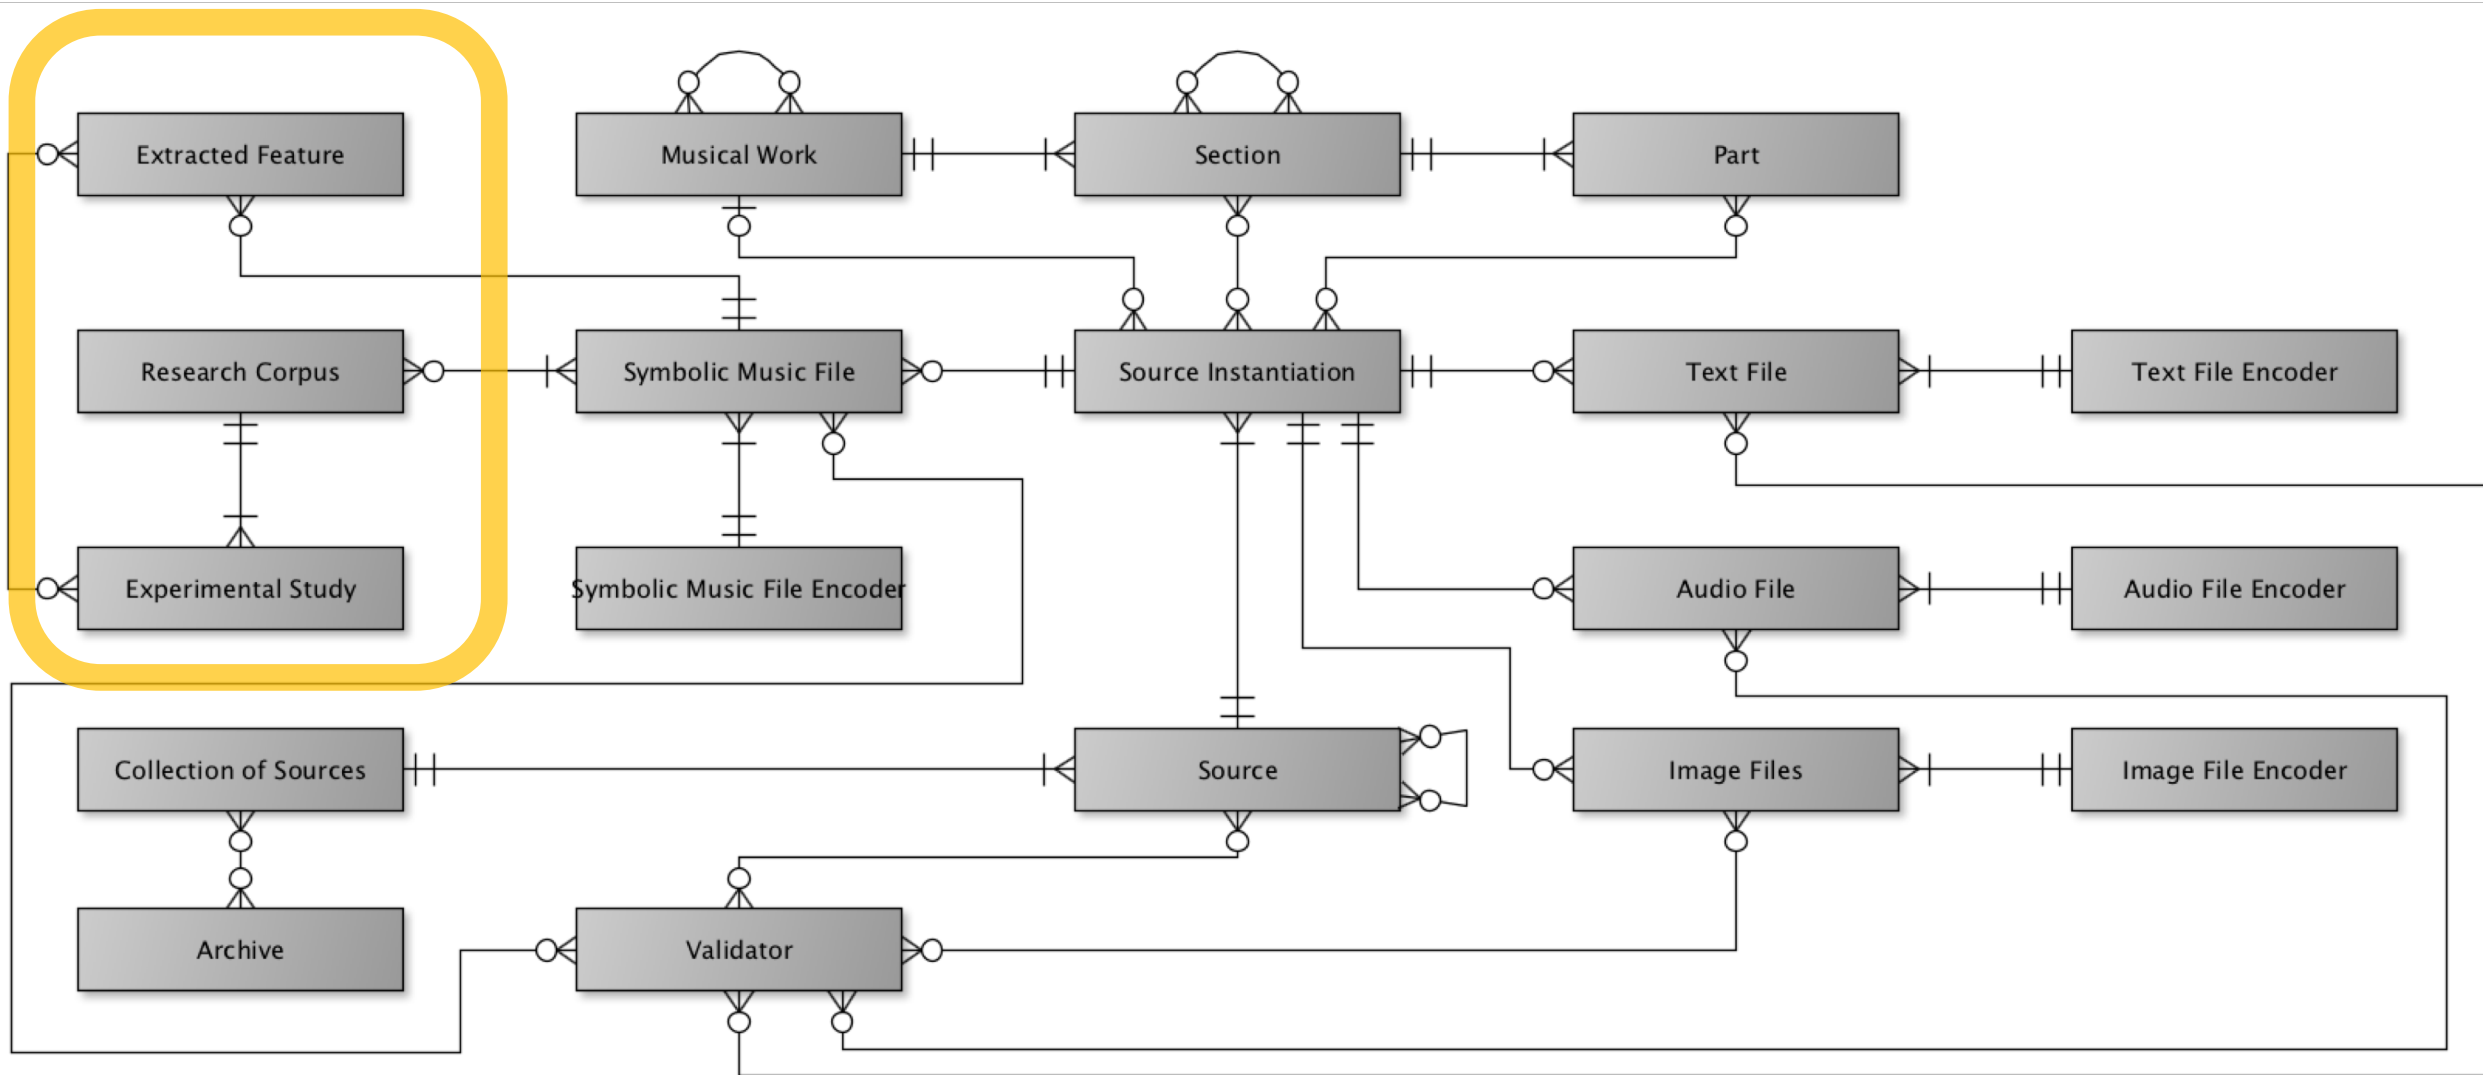 Extracted Feature
Musical Work
Section
Part
Research Corpus
Symbolic Music File
Source Instantiation
Text File
Text File Encoder
Experimental Study
Symbolic Music File Encoder
Audio File
Audio File Encoder
Collection of Sources
Source
Image Files
Image File Encoder
Archive
Validator